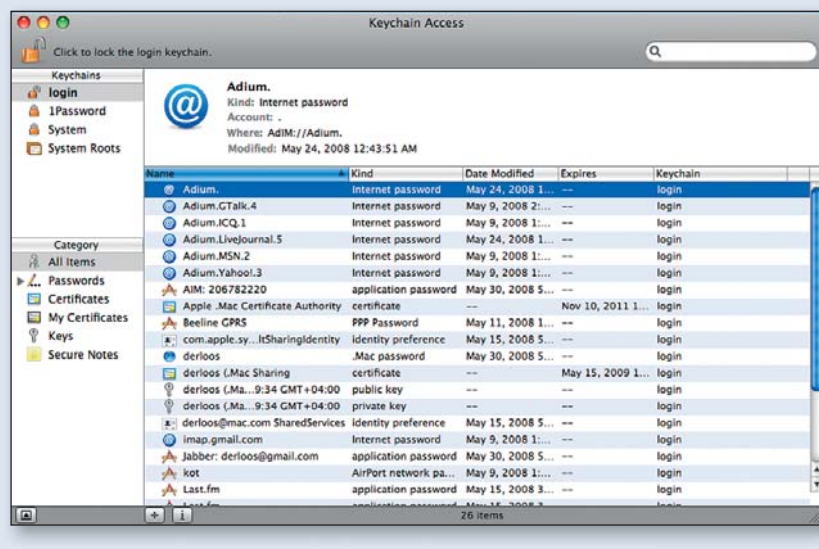 Keychain Access
Click to lock the login keychain.
Keychains
login
1Password
System
System Roots
Category
All Items
Passwords
Certificates
My Certificates
Keys
Secure Notes
Adium.
Kind: Internet password
Account: .
Where: AdIM://Adium.
Modified: May 24, 2008 12:43:51 AM
Name Kind Date Modified Expires Keychain
Adium. Internet password May 24, 2008 1... -- login
Adium.GTalk.4 Internet password May 9, 2008 2:... -- login
Adium.ICQ.1 Internet password May 9, 2008 1:... -- login
Adium.LiveJournal.5 Internet password May 24, 2008 1... -- login
Adium.MSN.2 Internet password May 9, 2008 1:... -- login
Adium.Yahoo!.3 Internet password May 9, 2008 1:... -- login
AIM: 206782220 application password May 30, 2008 5... -- login
Apple .Mac Certificate Authority certificate -- Nov 10, 2011 1... login
Beeline GPRS PPP Password May 11, 2008 1... -- login
com.apple.sy...ltSharingIdentity identity preference May 15, 2008 5... -- login
derloos .Mac password May 30, 2008 5... -- login
derloos (.Mac Sharing certificate -- May 15, 2009 1... login
derloos (.Ma...9:34 GMT+04:00 public key -- -- login
derloos (.Ma...9:34 GMT+04:00 private key -- -- login
derloos@mac.com SharedServices identity preference May 15, 2008 5... -- login
imap.gmail.com Internet password May 9, 2008 1:... -- login
Jabber: derloos@gmail.com application password May 30, 2008 5... -- login
kot AirPort network pa... May 9, 2008 1:... -- login
Last.fm application password May 15, 2008 3... -- login
26 items